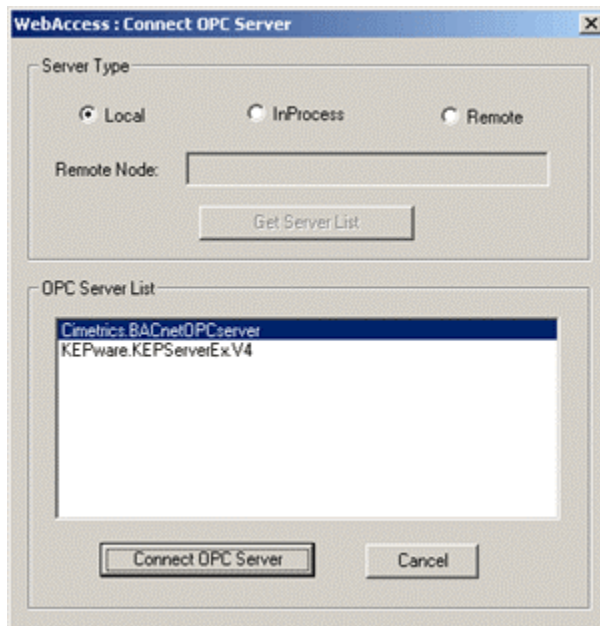 WebAccess : Connect OPC Server
Server Type
Local InProcess Remote
Remote Node:
Get Server List
OPC Server List
Cimetrics.BACnetOPCserver
KEPware.KEPServerEx.V4
Connect OPC Server Cancel